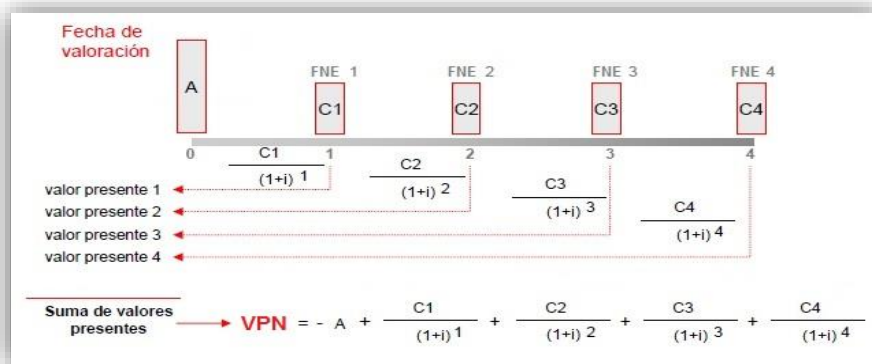 Fecha de
valoración
A
FNE 1
C1
FNE 2
C2
FNE 3
C3
FNE 4
C4
0
1
2
3
4
C1
(1+i) 1
C2
(1+i) 2
C3
(1+i) 3
C4
(1+i) 4
valor presente 1
valor presente 2
valor presente 3
valor presente 4
Suma de valores
presentes
VPN = - A + C1 + C2 + C3 + C4
(1+i) 1 (1+i) 2 (1+i) 3 (1+i) 4